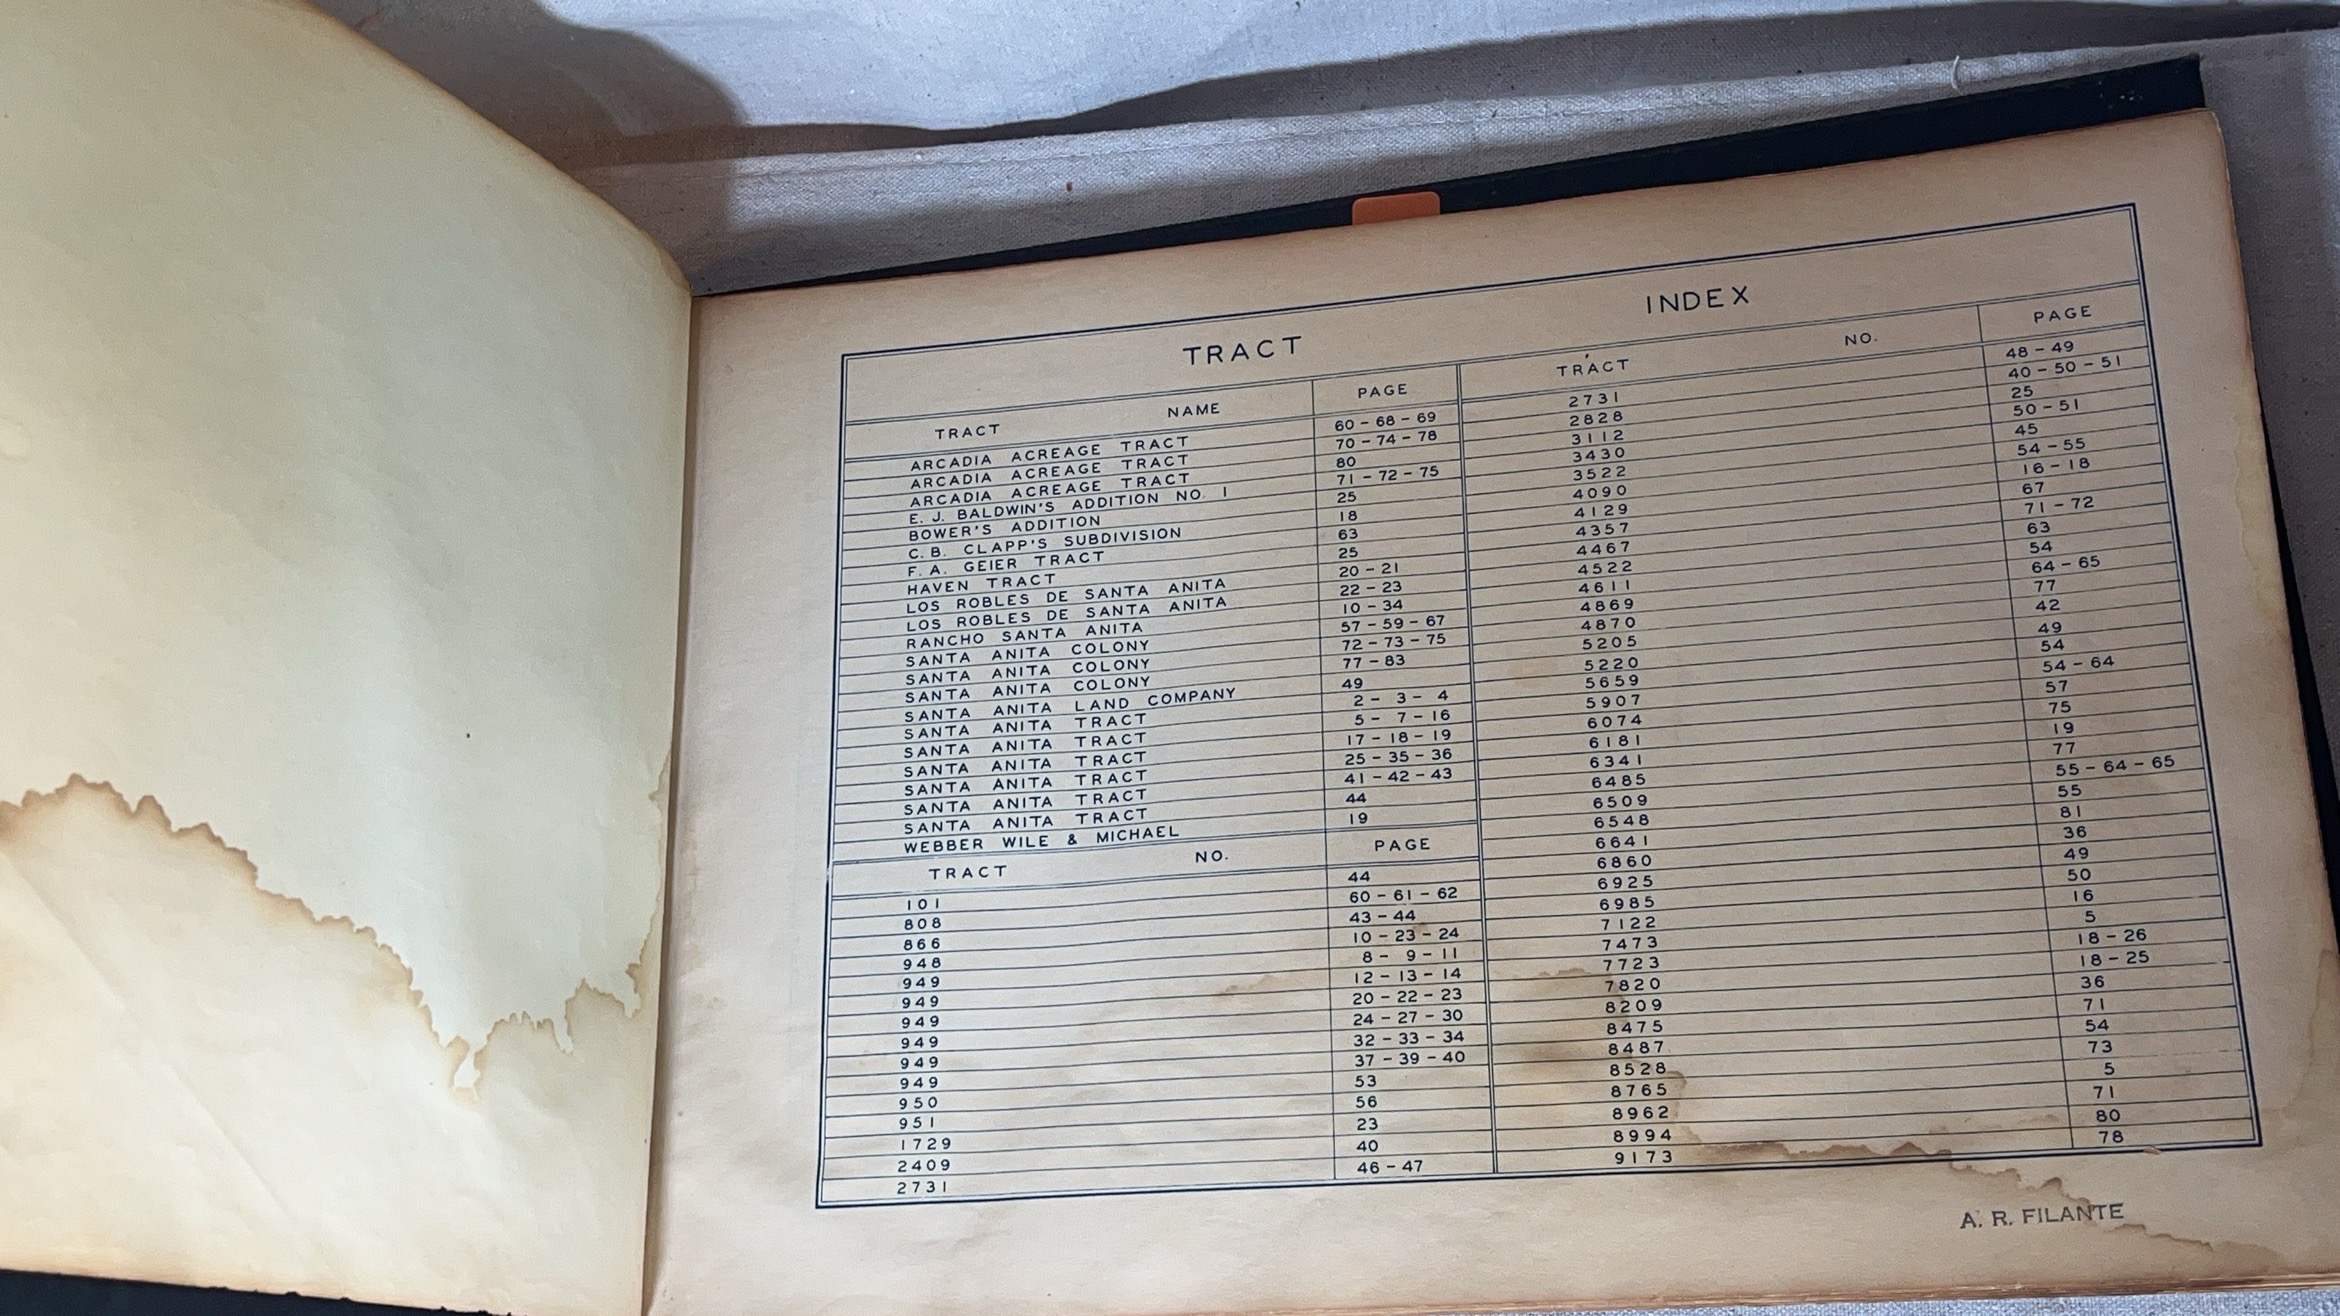 TRACT INDEX
TRACT NAME PAGE
ARCADIA ACREAGE TRACT 60 - 68 - 69
ARCADIA ACREAGE TRACT 70 - 74 - 78
ARCADIA ACREAGE TRACT 80
E. J. BALDWIN'S ADDITION NO. 1 71 - 72 - 75
BOWER'S ADDITION 25
C. B. CLAPP'S SUBDIVISION 18
F. A. GEIER TRACT 63
HAVEN TRACT 25
LOS ROBLES DE SANTA ANITA 20 - 21
LOS ROBLES DE SANTA ANITA 22 - 23
RANCHO SANTA ANITA 10 - 34
SANTA ANITA COLONY 57 - 59 - 67
SANTA ANITA COLONY 72 - 73 - 75
SANTA ANITA COLONY 77 - 83
SANTA ANITA LAND COMPANY 49
SANTA ANITA TRACT 2 - 3 - 4
SANTA ANITA TRACT 5 - 7 - 16
SANTA ANITA TRACT 17 - 18 - 19
SANTA ANITA TRACT 25 - 35 - 36
SANTA ANITA TRACT 41 - 42 - 43
SANTA ANITA TRACT 44
WEBBER WILE & MICHAEL 19
TRACT NO. PAGE
101 44
808 60 - 61 - 62
866 43 - 44
948 10 - 23 - 24
949 8 - 9 - 11
949 12 - 13 - 14
949 20 - 22 - 23
949 24 - 27 - 30
949 32 - 33 - 34
949 37 - 39 - 40
950 53
951 56
1729 23
2409 40
2731 46 - 47
TRACT NO. PAGE
2731 48 - 49
2828 40 - 50 - 51
3112 25
3430 50 - 51
3522 45
4090 54 - 55
4129 16 - 18
4357 67
4467 71 - 72
4522 63
4611 54
4869 64 - 65
4870 77
5205 42
5220 49
5659 54
5907 54 - 64
6074 57
6181 75
6341 19
6485 77
6509 55 - 64 - 65
6548 55
6641 81
6860 36
6925 49
6985 50
7122 16
7473 5
7723 18 - 26
7820 18 - 25
8209 36
8475 71
8487 54
8528 73
8765 5
8962 71
8994 80
9173 78
A. R. FILANTE